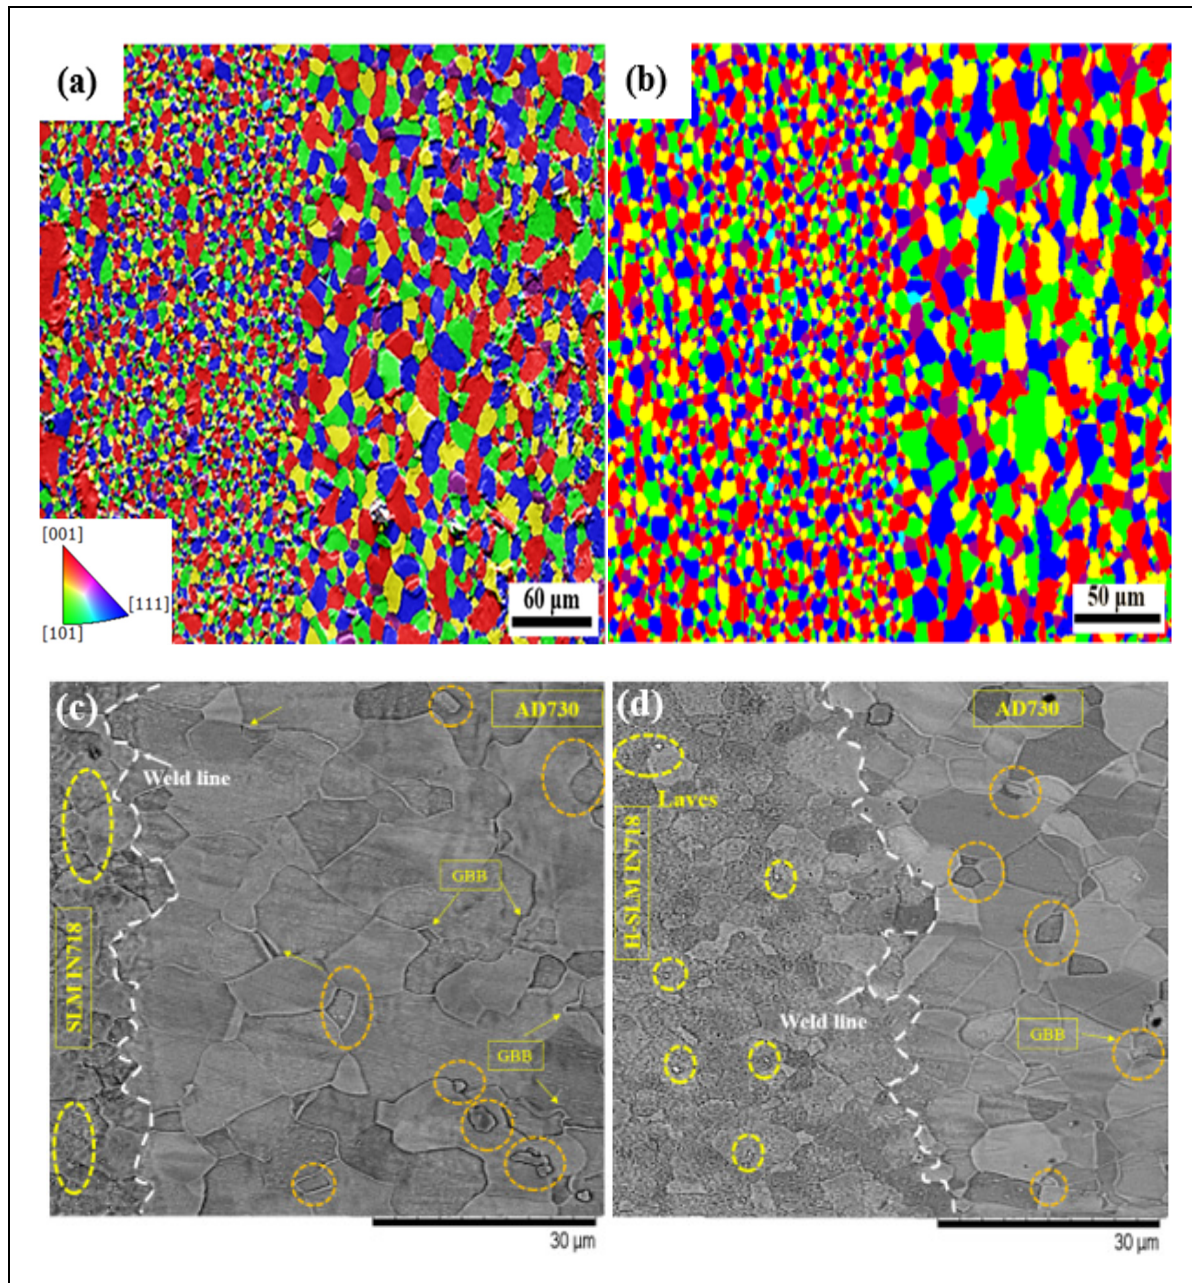 (a)
(b)
[001]
[111]
[101]
60 μm
50 μm
(c)
AD730
Weld line
GBB
SLM IN718
GBB
30 μm
(d)
AD730
Laves
H-SLM IN718
Weld line
GBB
30 μm